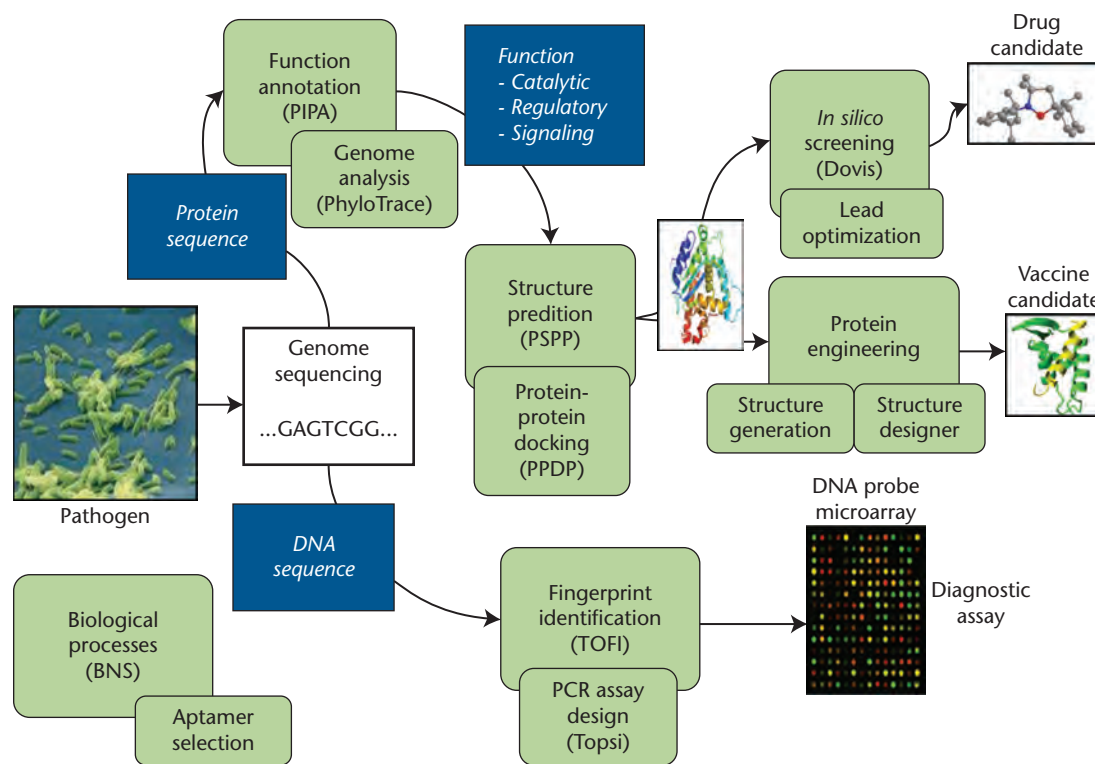 Function
annotation
(PIPA)
Genome
analysis
(PhyloTrace)
Function
- Catalytic
- Regulatory
- Signaling
Drug
candidate
In silico
screening
(Dovis)
Lead
optimization
Protein
sequence
Structure
predition
(PSPP)
Protein-
protein
docking
(PPDP)
Vaccine
candidate
Protein
engineering
Structure
generation
Structure
designer
Genome
sequencing
...GAGTCGG...
Pathogen
DNA
sequence
DNA probe
microarray
Diagnostic
assay
Fingerprint
identification
(TOFI)
PCR assay
design
(Topsi)
Biological
processes
(BNS)
Aptamer
selection